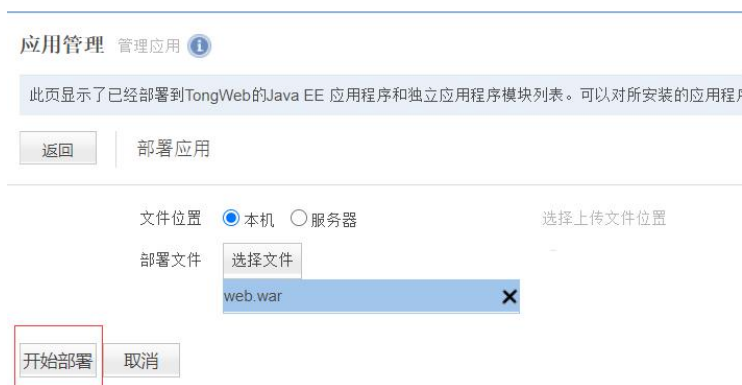 应用管理 管理应用
此页显示了已经部署到TongWeb的Java EE 应用程序和独立应用程序模块列表。可以对所安装的应用程
返回 部署应用
文件位置 本机 服务器 选择上传文件位置
部署文件 选择文件
web.war
开始部署 取消